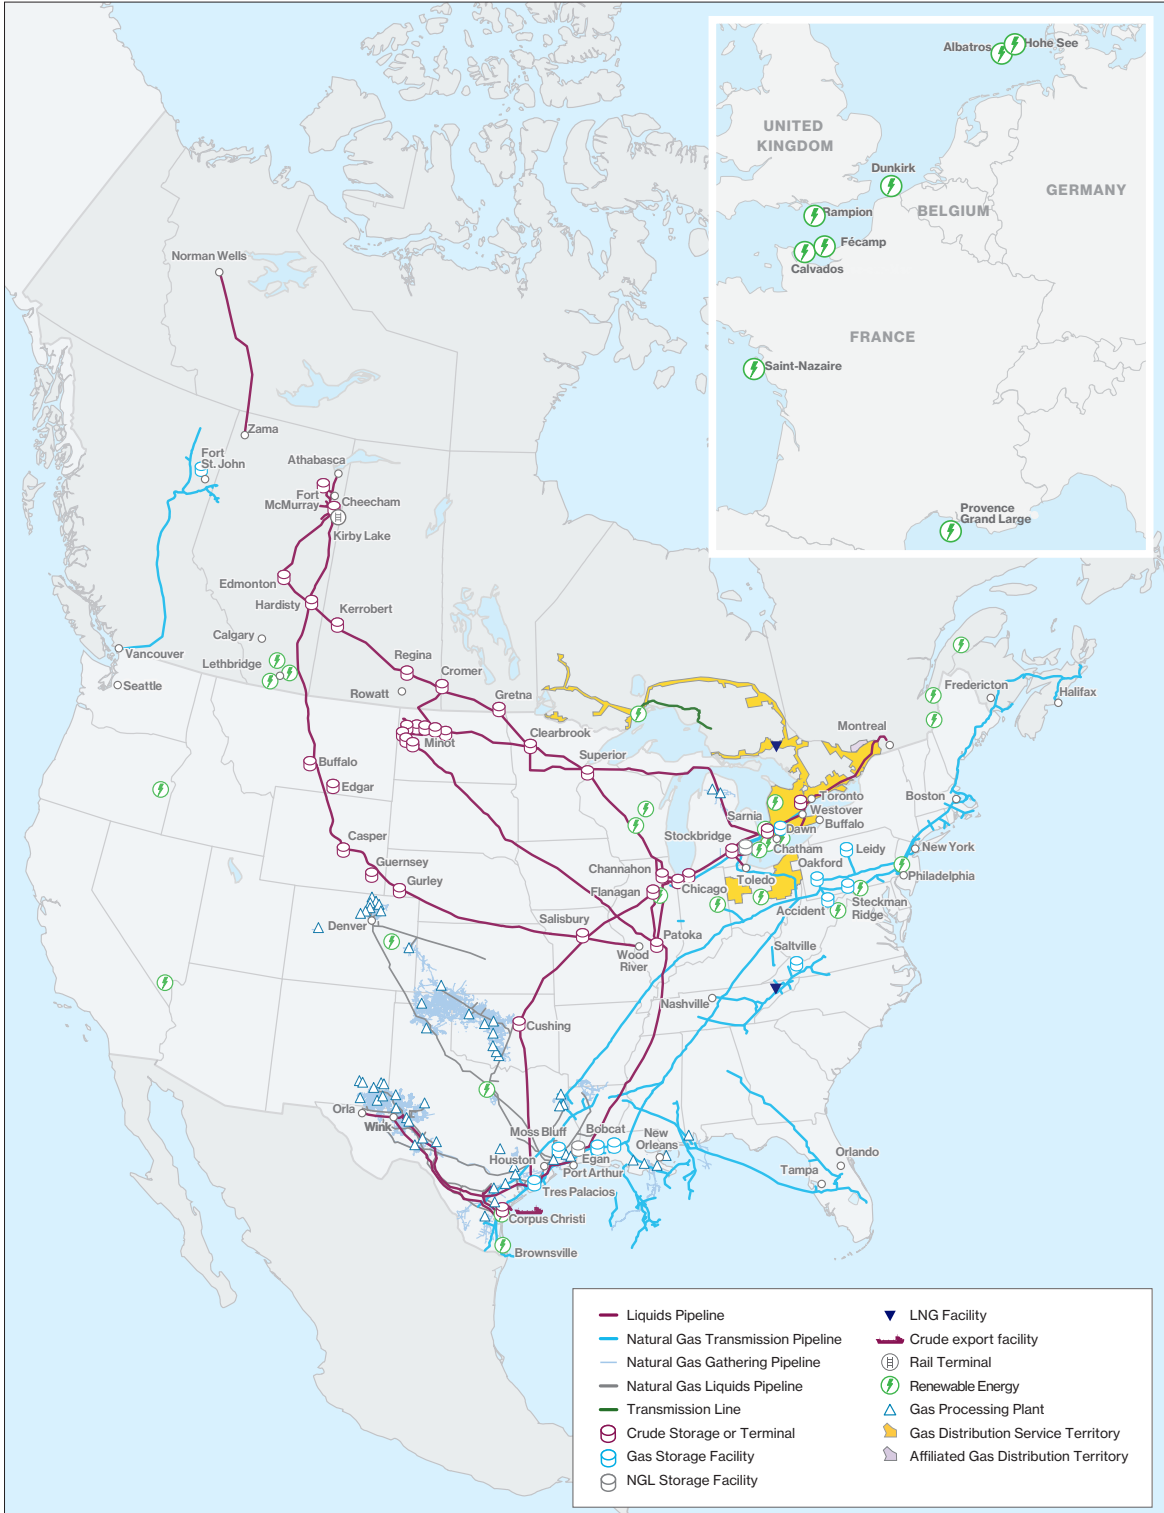 Albatros
Hohe See
UNITED
KINGDOM
Dunkirk
GERMANY
BELGIUM
Rampion
Fécamp
Calvados
FRANCE
Saint-Nazaire
Provence
Grand Large
Norman Wells
Zama
Fort
St. John
Athabasca
Fort
McMurray
Cheecham
Kirby Lake
Edmonton
Hardisty
Kerrobert
Calgary
Vancouver
Lethbridge
Regina
Cromer
Seattle
Rowatt
Gretna
Fredericton
Halifax
Montreal
Minot
Clearbrook
Superior
Buffalo
Edgar
Toronto
Boston
Westover
Sarnia
Buffalo
Stockbridge
Dawn
Casper
Chatham
Leidy
New York
Guernsey
Channahon
Oakford
Gurley
Toledo
Philadelphia
Flanagan
Chicago
Steckman
Ridge
Accident
Denver
Salisbury
Patoka
Wood
River
Saltville
Nashville
Cushing
Orla
Wink
Moss Bluff
Bobcat
New
Orleans
Houston
Egan
Port Arthur
Orlando
Tampa
Tres Palacios
Corpus Christi
Brownsville
Liquids Pipeline
Natural Gas Transmission Pipeline
Natural Gas Gathering Pipeline
Natural Gas Liquids Pipeline
Transmission Line
Crude Storage or Terminal
Gas Storage Facility
NGL Storage Facility
LNG Facility
Crude export facility
Rail Terminal
Renewable Energy
Gas Processing Plant
Gas Distribution Service Territory
Affiliated Gas Distribution Territory